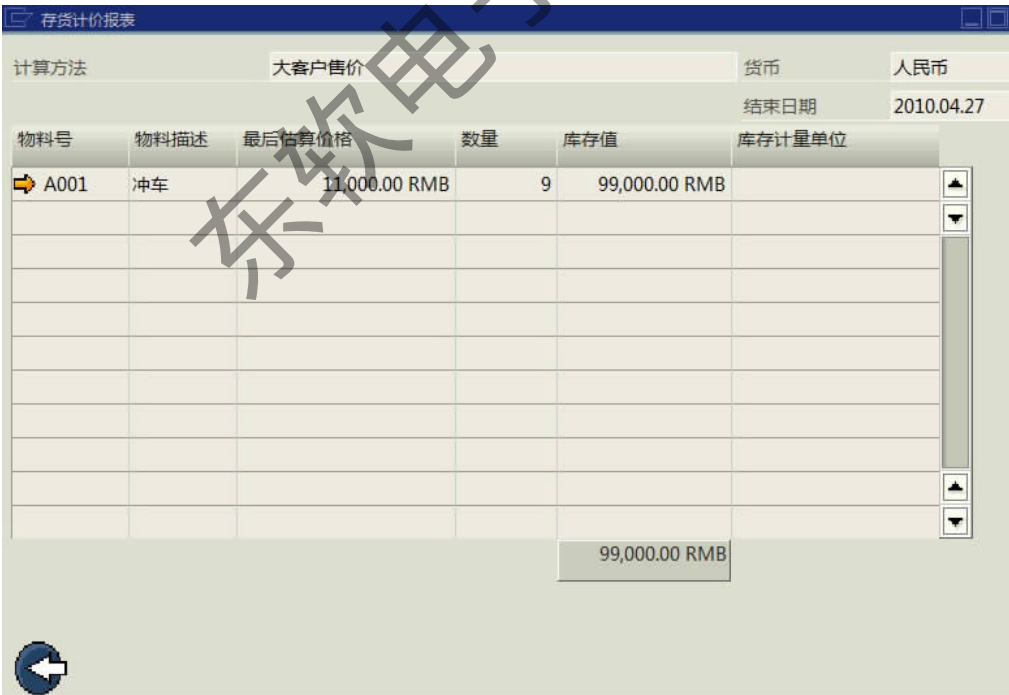 存货计价报表
计算方法 大客户售价 货币 人民币
结束日期 2010.04.27
物料号 物料描述 最后估算价格 数量 库存值 库存计量单位
A001 冲车 11,000.00 RMB 9 99,000.00 RMB
99,000.00 RMB
东软电子